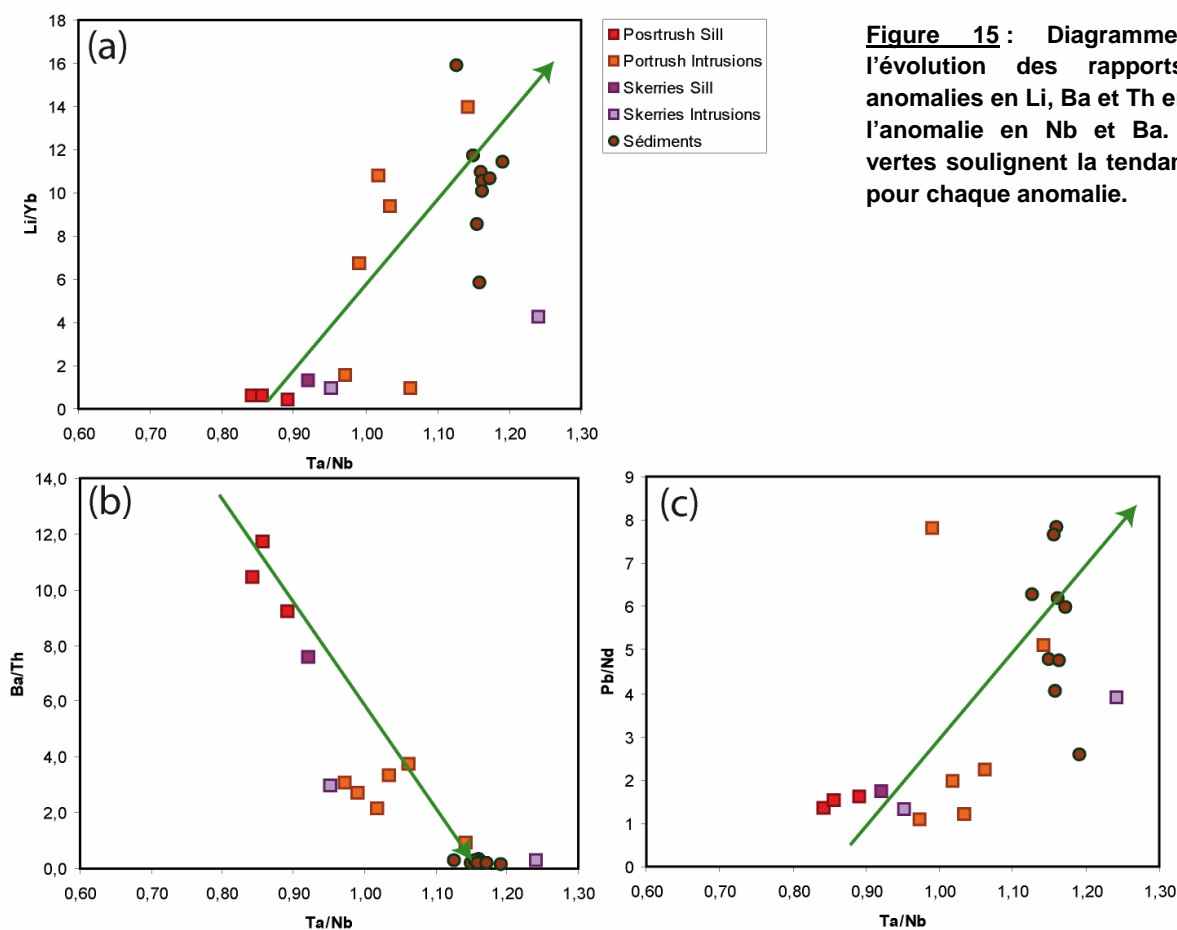 (a)
18
16
14
12
10
8
6
4
2
0
Li/Yb
0,60 0,70 0,80 0,90 1,00 1,10 1,20 1,30
Ta/Nb
Posrtrush Sill
Portrush Intrusions
Skerries Sill
Skerries Intrusions
Sédiments
Figure 15 : Diagramme
l'évolution des rapports
anomalies en Li, Ba et Th e
l'anomalie en Nb et Ba.
vertes soulignent la tendan
pour chaque anomalie.
(b)
14,0
12,0
10,0
8,0
6,0
4,0
2,0
0,0
Ba/Th
0,60 0,70 0,80 0,90 1,00 1,10 1,20 1,30
Ta/Nb
(c)
9
8
7
6
5
4
3
2
1
0
Pb/Nd
0,60 0,70 0,80 0,90 1,00 1,10 1,20 1,30
Ta/Nb